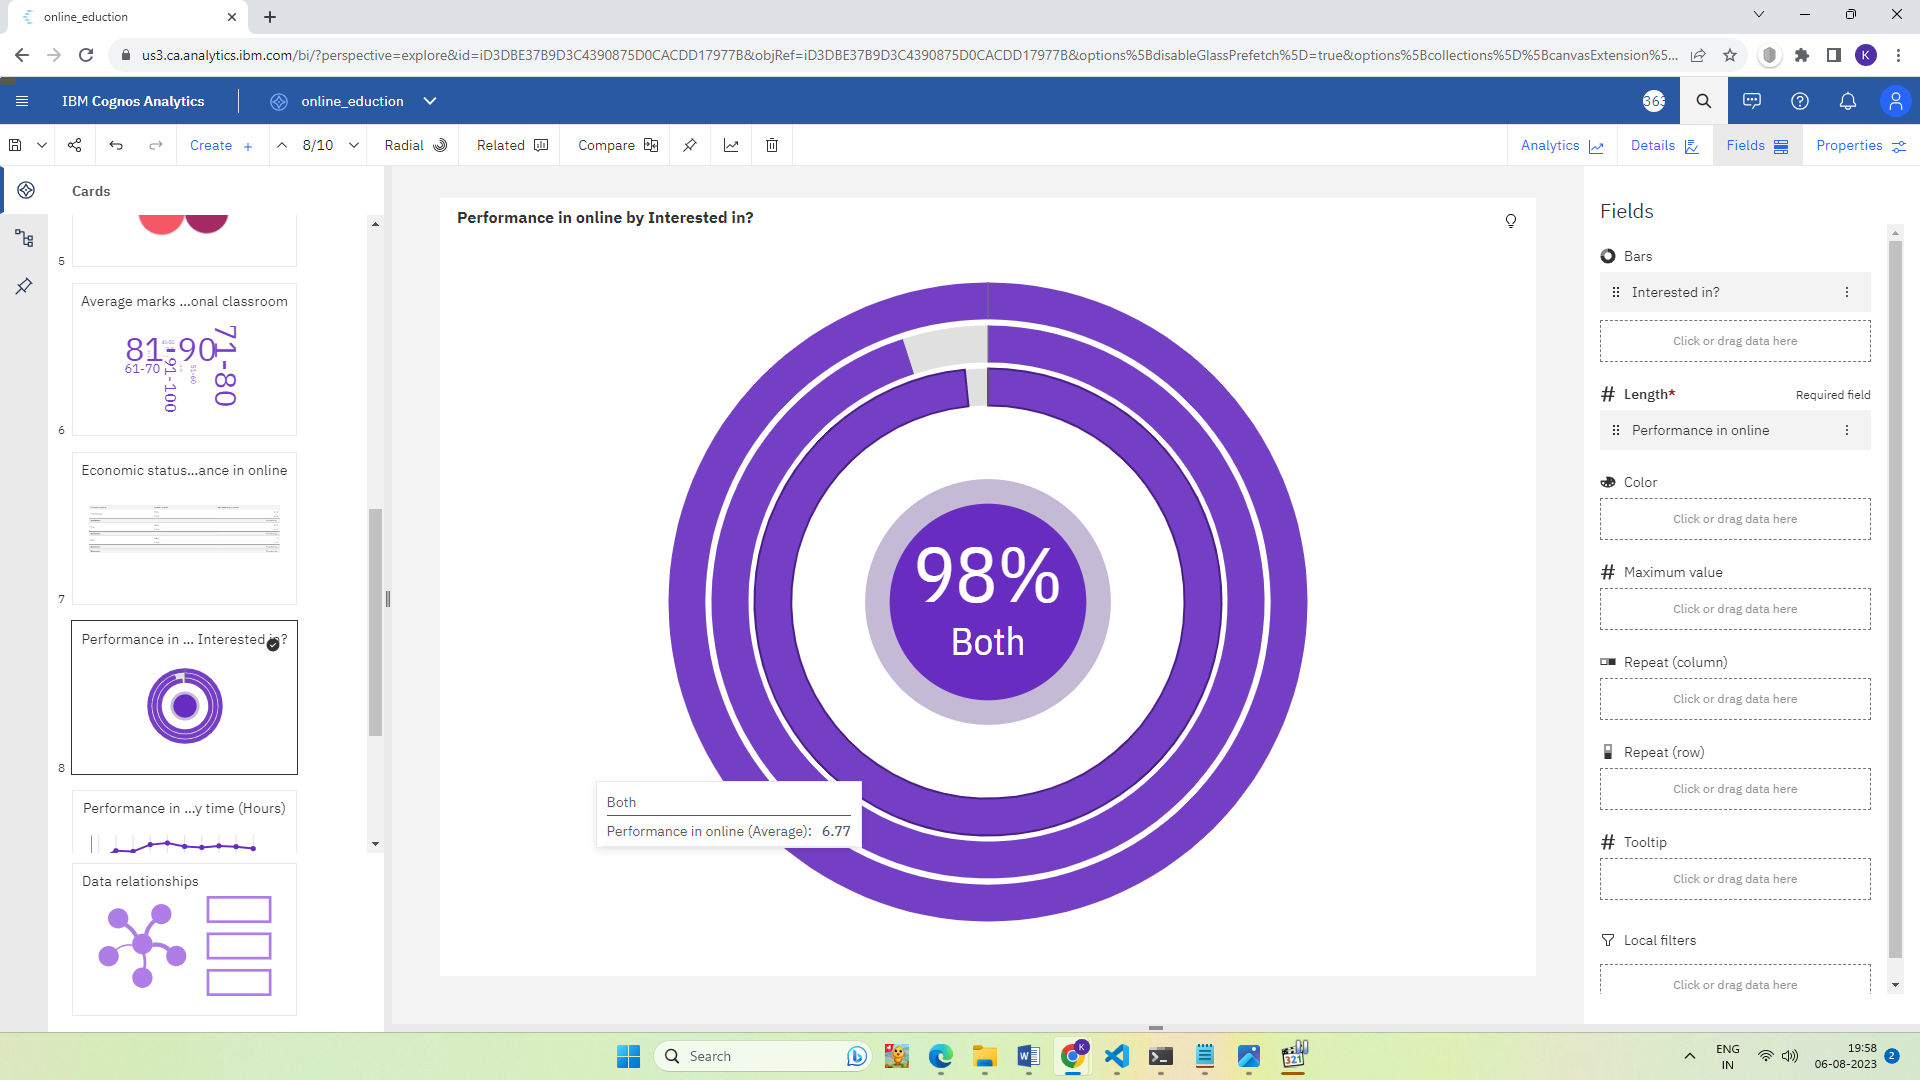 online_eduction
us3.ca.analytics.ibm.com/bi/?perspective=explore&id=iD3DBE37B9D3C4390875D0CACDD17977B&objRef=iD3DBE37B9D3C4390875D0CACDD17977B&options%5BdisableGlassPrefetch%5D=true&options%5Bcollections%5D%5BcanvasExtension%5...
K
IBM Cognos Analytics
online_eduction
363
Create
8/10
Radial
Related
Compare
Analytics
Details
Fields
Properties
Cards
5
Average marks ...onal classroom
81-90
71-80
61-70
91-100
51-60
6
Economic status...ance in online
7
Performance in ... Interested in?
8
Performance in ...y time (Hours)
Data relationships
Performance in online by Interested in?
98%
Both
Both
Performance in online (Average): 6.77
Fields
Bars
Interested in?
Click or drag data here
# Length*
Required field
Performance in online
Color
Click or drag data here
# Maximum value
Click or drag data here
Repeat (column)
Click or drag data here
Repeat (row)
Click or drag data here
# Tooltip
Click or drag data here
Local filters
Click or drag data here
Search
K
321
ENG
IN
19:58
06-08-2023
2